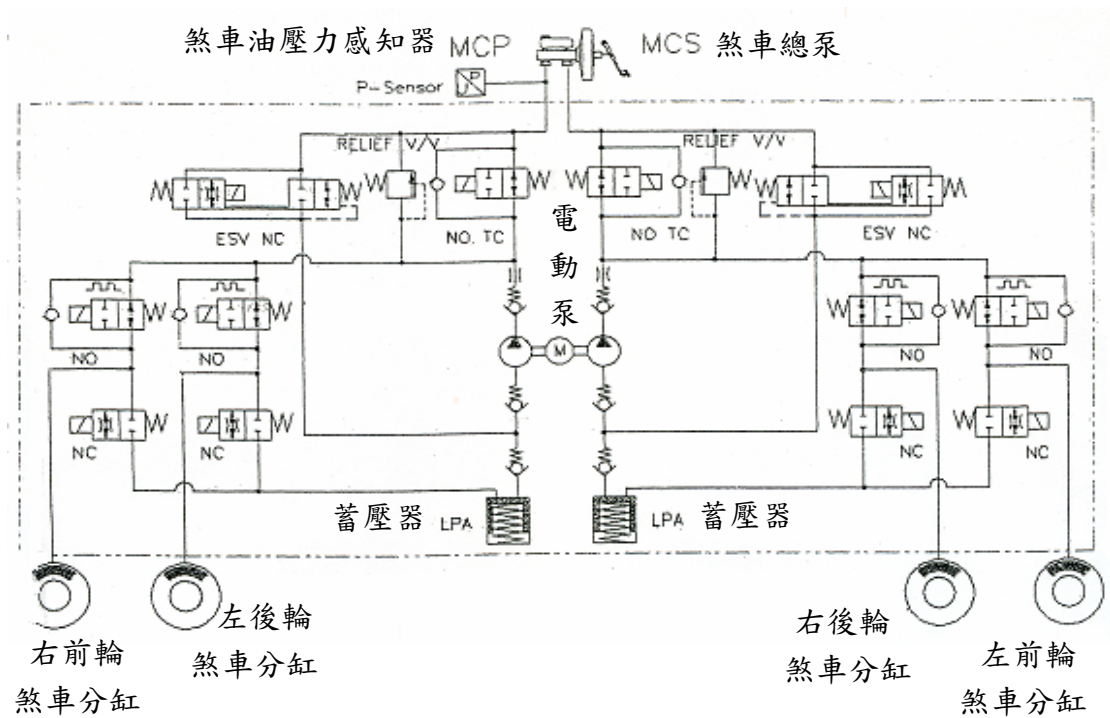 煞車油壓力感知器 MCP MCS 煞車總泵
P-Sensor P U
RELIEF V/V RELIEF V/V
ESV NC NO. TC 電動泵 NO TC ESV NC
M
NO NO NO NO
NC NC NC NC
蓄壓器 LPA LPA 蓄壓器
右前輪
煞車分缸
左後輪
煞車分缸
右後輪
煞車分缸
左前輪
煞車分缸